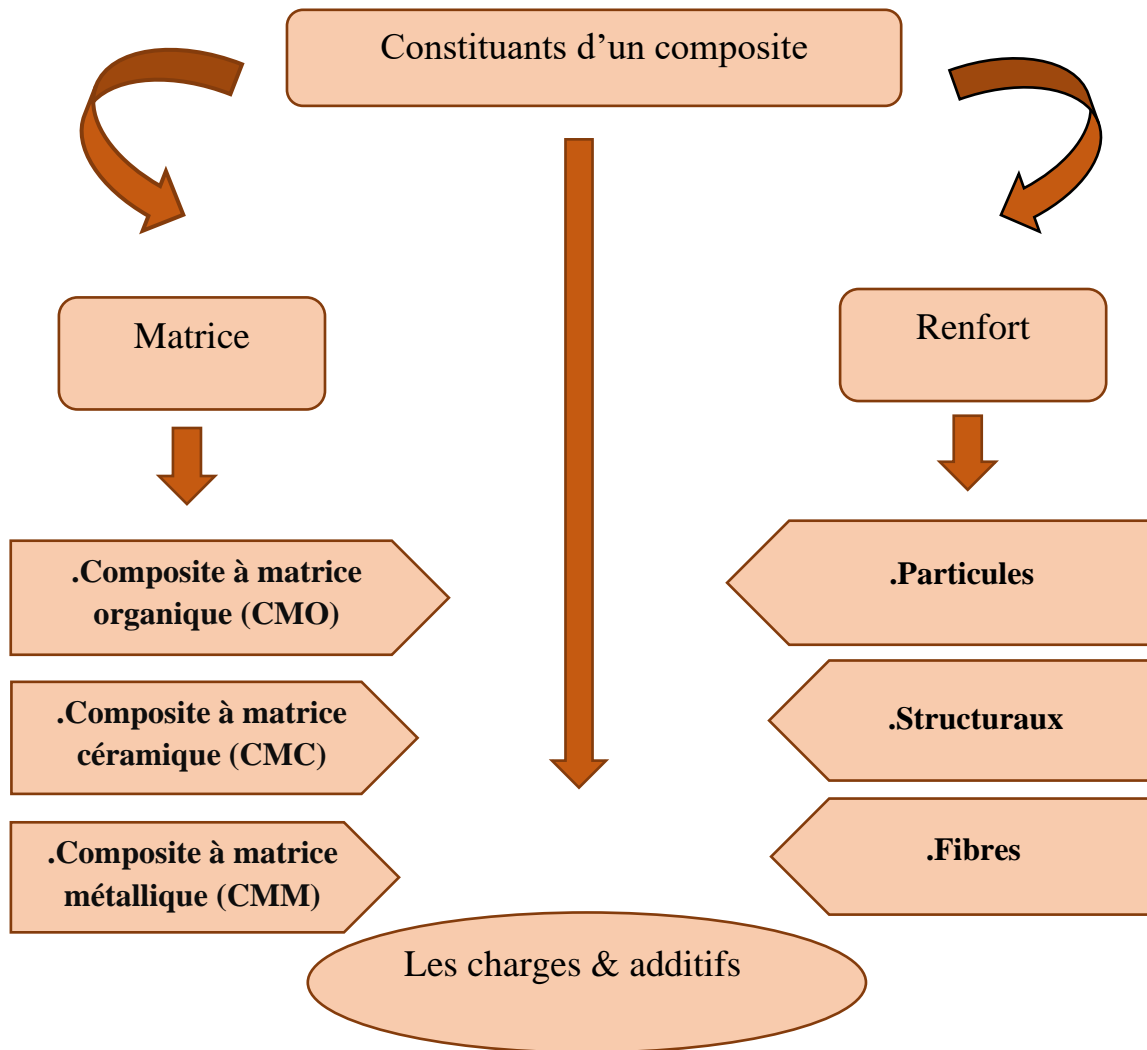 Constituants d’un composite
Matrice
Renfort
.Composite à matrice
organique (CMO)
.Composite à matrice
céramique (CMC)
.Composite à matrice
métallique (CMM)
.Particules
.Structuraux
.Fibres
Les charges & additifs